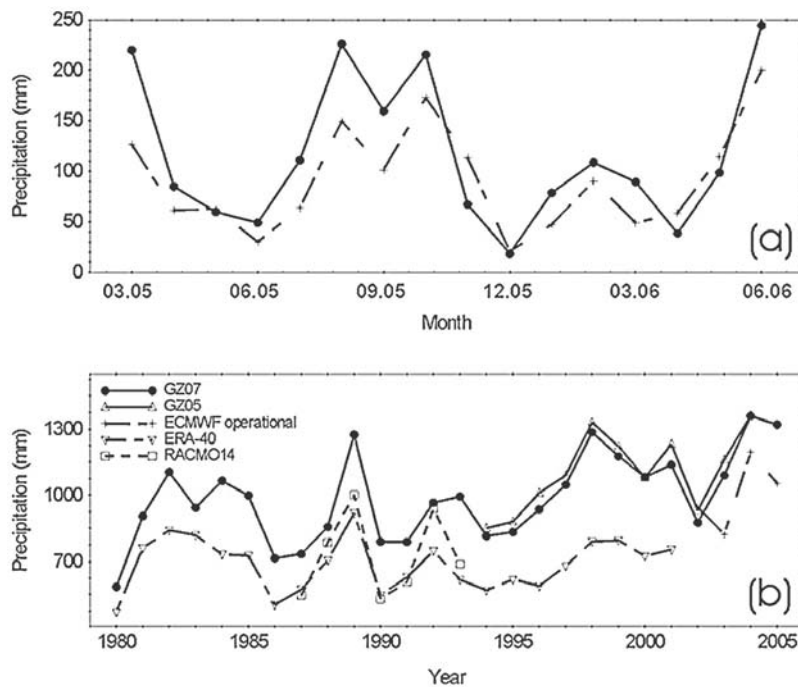 250
200
150
100
50
0
Precipitation (mm)
03.05 06.05 09.05 12.05 03.06 06.06
Month
(a)
GZ07
GZ05
ECMWF operational
ERA-40
RACMO14
1300
1000
700
Precipitation (mm)
1980 1985 1990 1995 2000 2005
Year
(b)